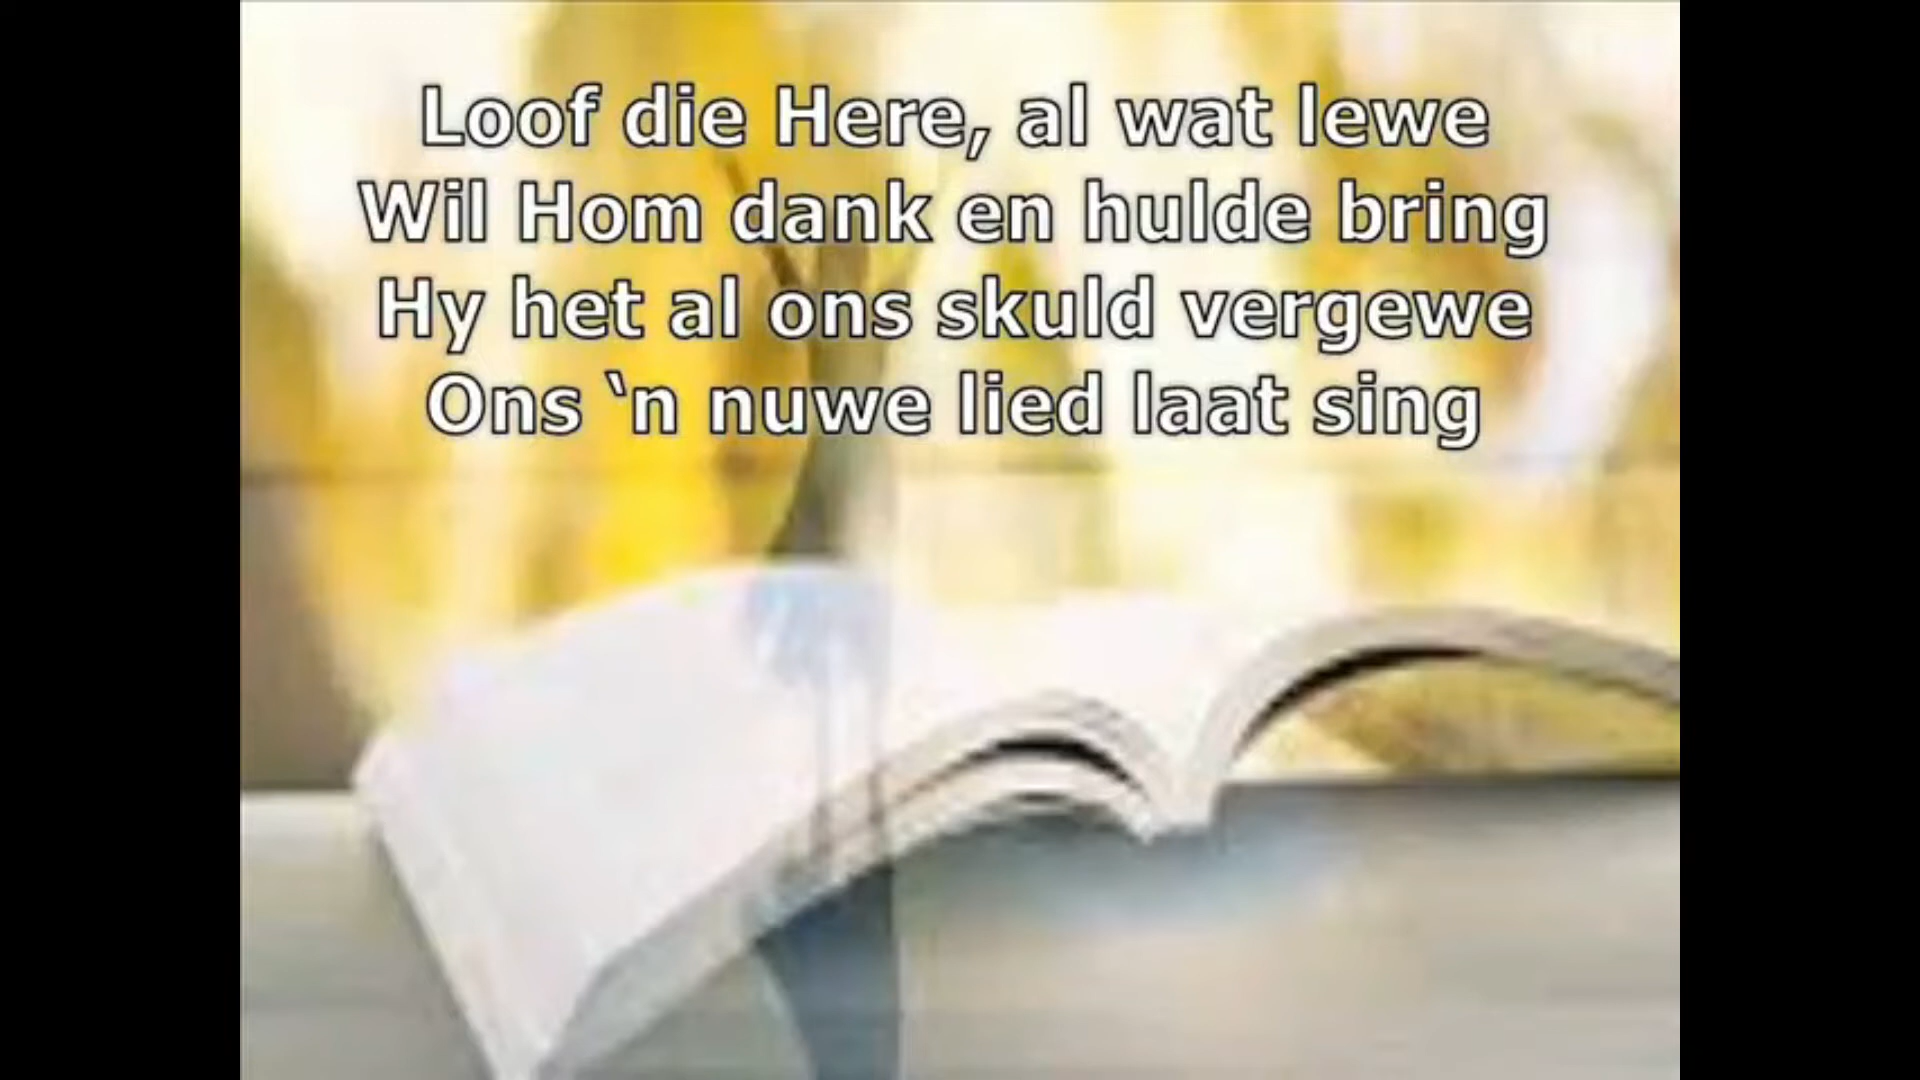 Loof die Here, al wat lewe
Wil Hom dank en hulde bring
Hy het al ons skuld vergewe
Ons ‘n nuwe lied laat sing